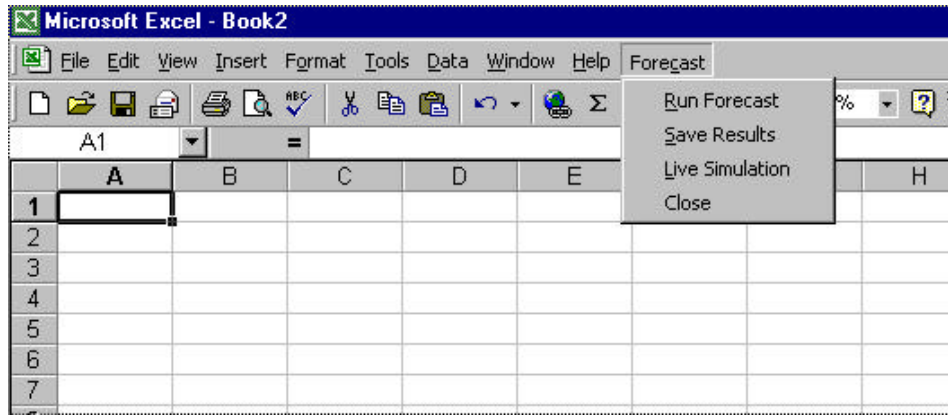 Microsoft Excel - Book2
File Edit View Insert Format Tools Data Window Help Forecast
ABC Σ % ?
A1 =
Run Forecast
Save Results
Live Simulation
Close
A B C D E H
1
2
3
4
5
6
7